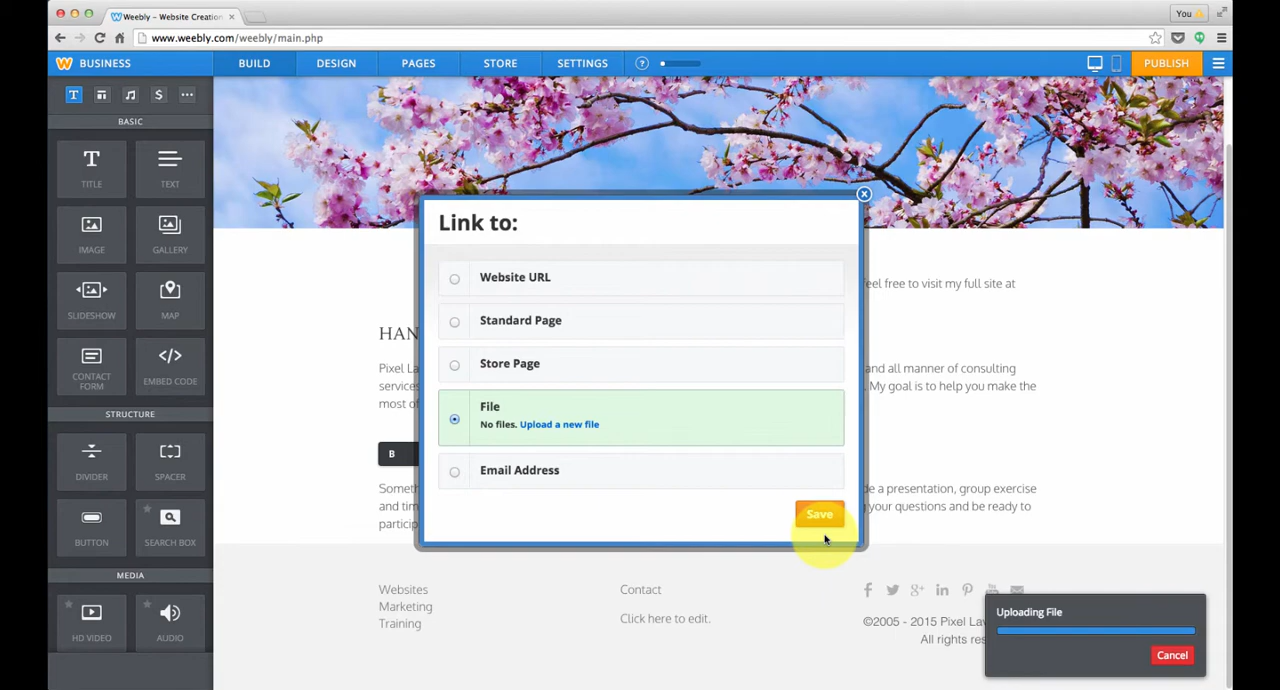 Weebly - Website Creation
You
www.weebly.com/weebly/main.php
W BUSINESS
BUILD
DESIGN
PAGES
STORE
SETTINGS
?
PUBLISH
T
$
BASIC
T
TITLE
TEXT
IMAGE
GALLERY
SLIDESHOW
MAP
CONTACT
FORM
</>
EMBED CODE
STRUCTURE
DIVIDER
SPACER
BUTTON
SEARCH BOX
MEDIA
HD VIDEO
AUDIO
Link to:
Website URL
Standard Page
Store Page
File
No files. Upload a new file
Email Address
Save
feel free to visit my full site at
HAN
Pixel La
and all manner of consulting
services
My goal is to help you make the
most of
B
Someth
de a presentation, group exercise
and tim
ng your questions and be ready to
particip
Websites
Marketing
Training
Contact
Click here to edit.
©2005 - 2015 Pixel La
All rights res
Uploading File
Cancel